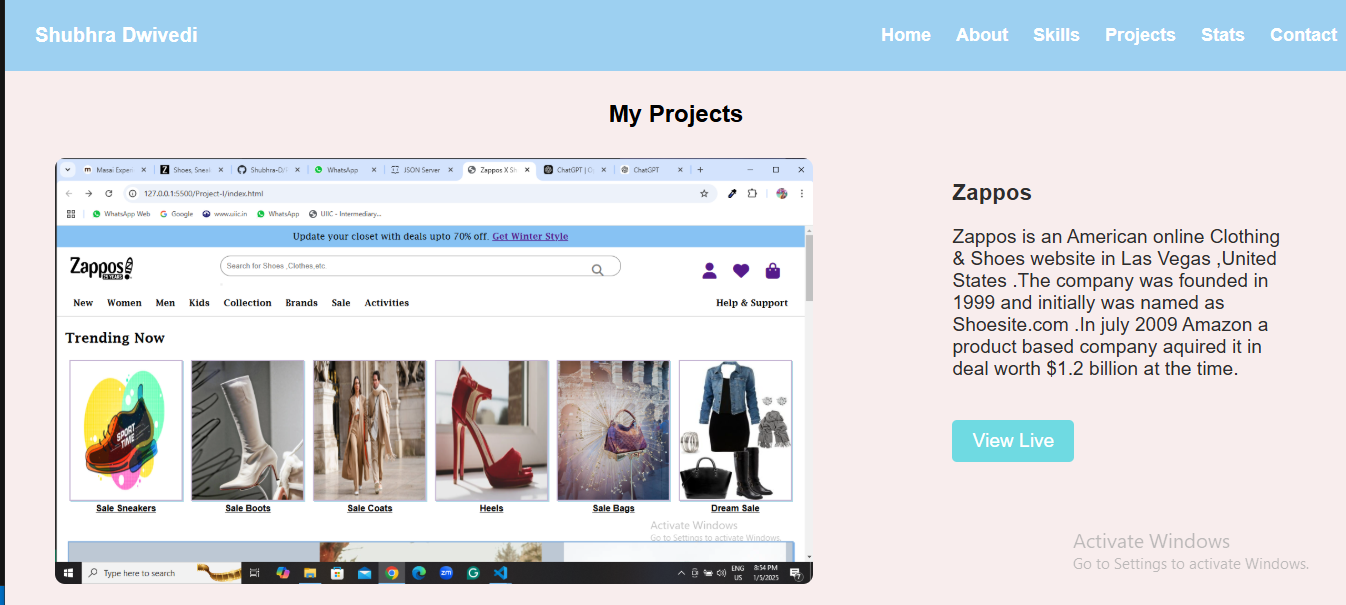 Shubhra Dwivedi
Home About Skills Projects Stats Contact
My Projects
Masai Experi
Shoes, Sneak
Shubhra-D/P
WhatsApp
JSON Server
Zappos X Sh
ChatGPT | O
ChatGPT
127.0.0.1:5500/Project-I/index.html
WhatsApp Web Google www.uiic.in WhatsApp UIIC - Intermediary...
Update your closet with deals upto 70% off. Get Winter Style
Zappos
25 YEARS
Search for Shoes ,Clothes,etc
New Women Men Kids Collection Brands Sale Activities Help & Support
Trending Now
SPORT
TIME
Sale Sneakers Sale Boots Sale Coats Heels Sale Bags Dream Sale
Activate Windows
Go to Settings to activate Windows.
Type here to search
zm
ENG
US
8:54 PM
1/5/2025
Zappos
Zappos is an American online Clothing
& Shoes website in Las Vegas ,United
States .The company was founded in
1999 and initially was named as
Shoesite.com .In july 2009 Amazon a
product based company aquired it in
deal worth $1.2 billion at the time.
View Live
Activate Windows
Go to Settings to activate Windows.